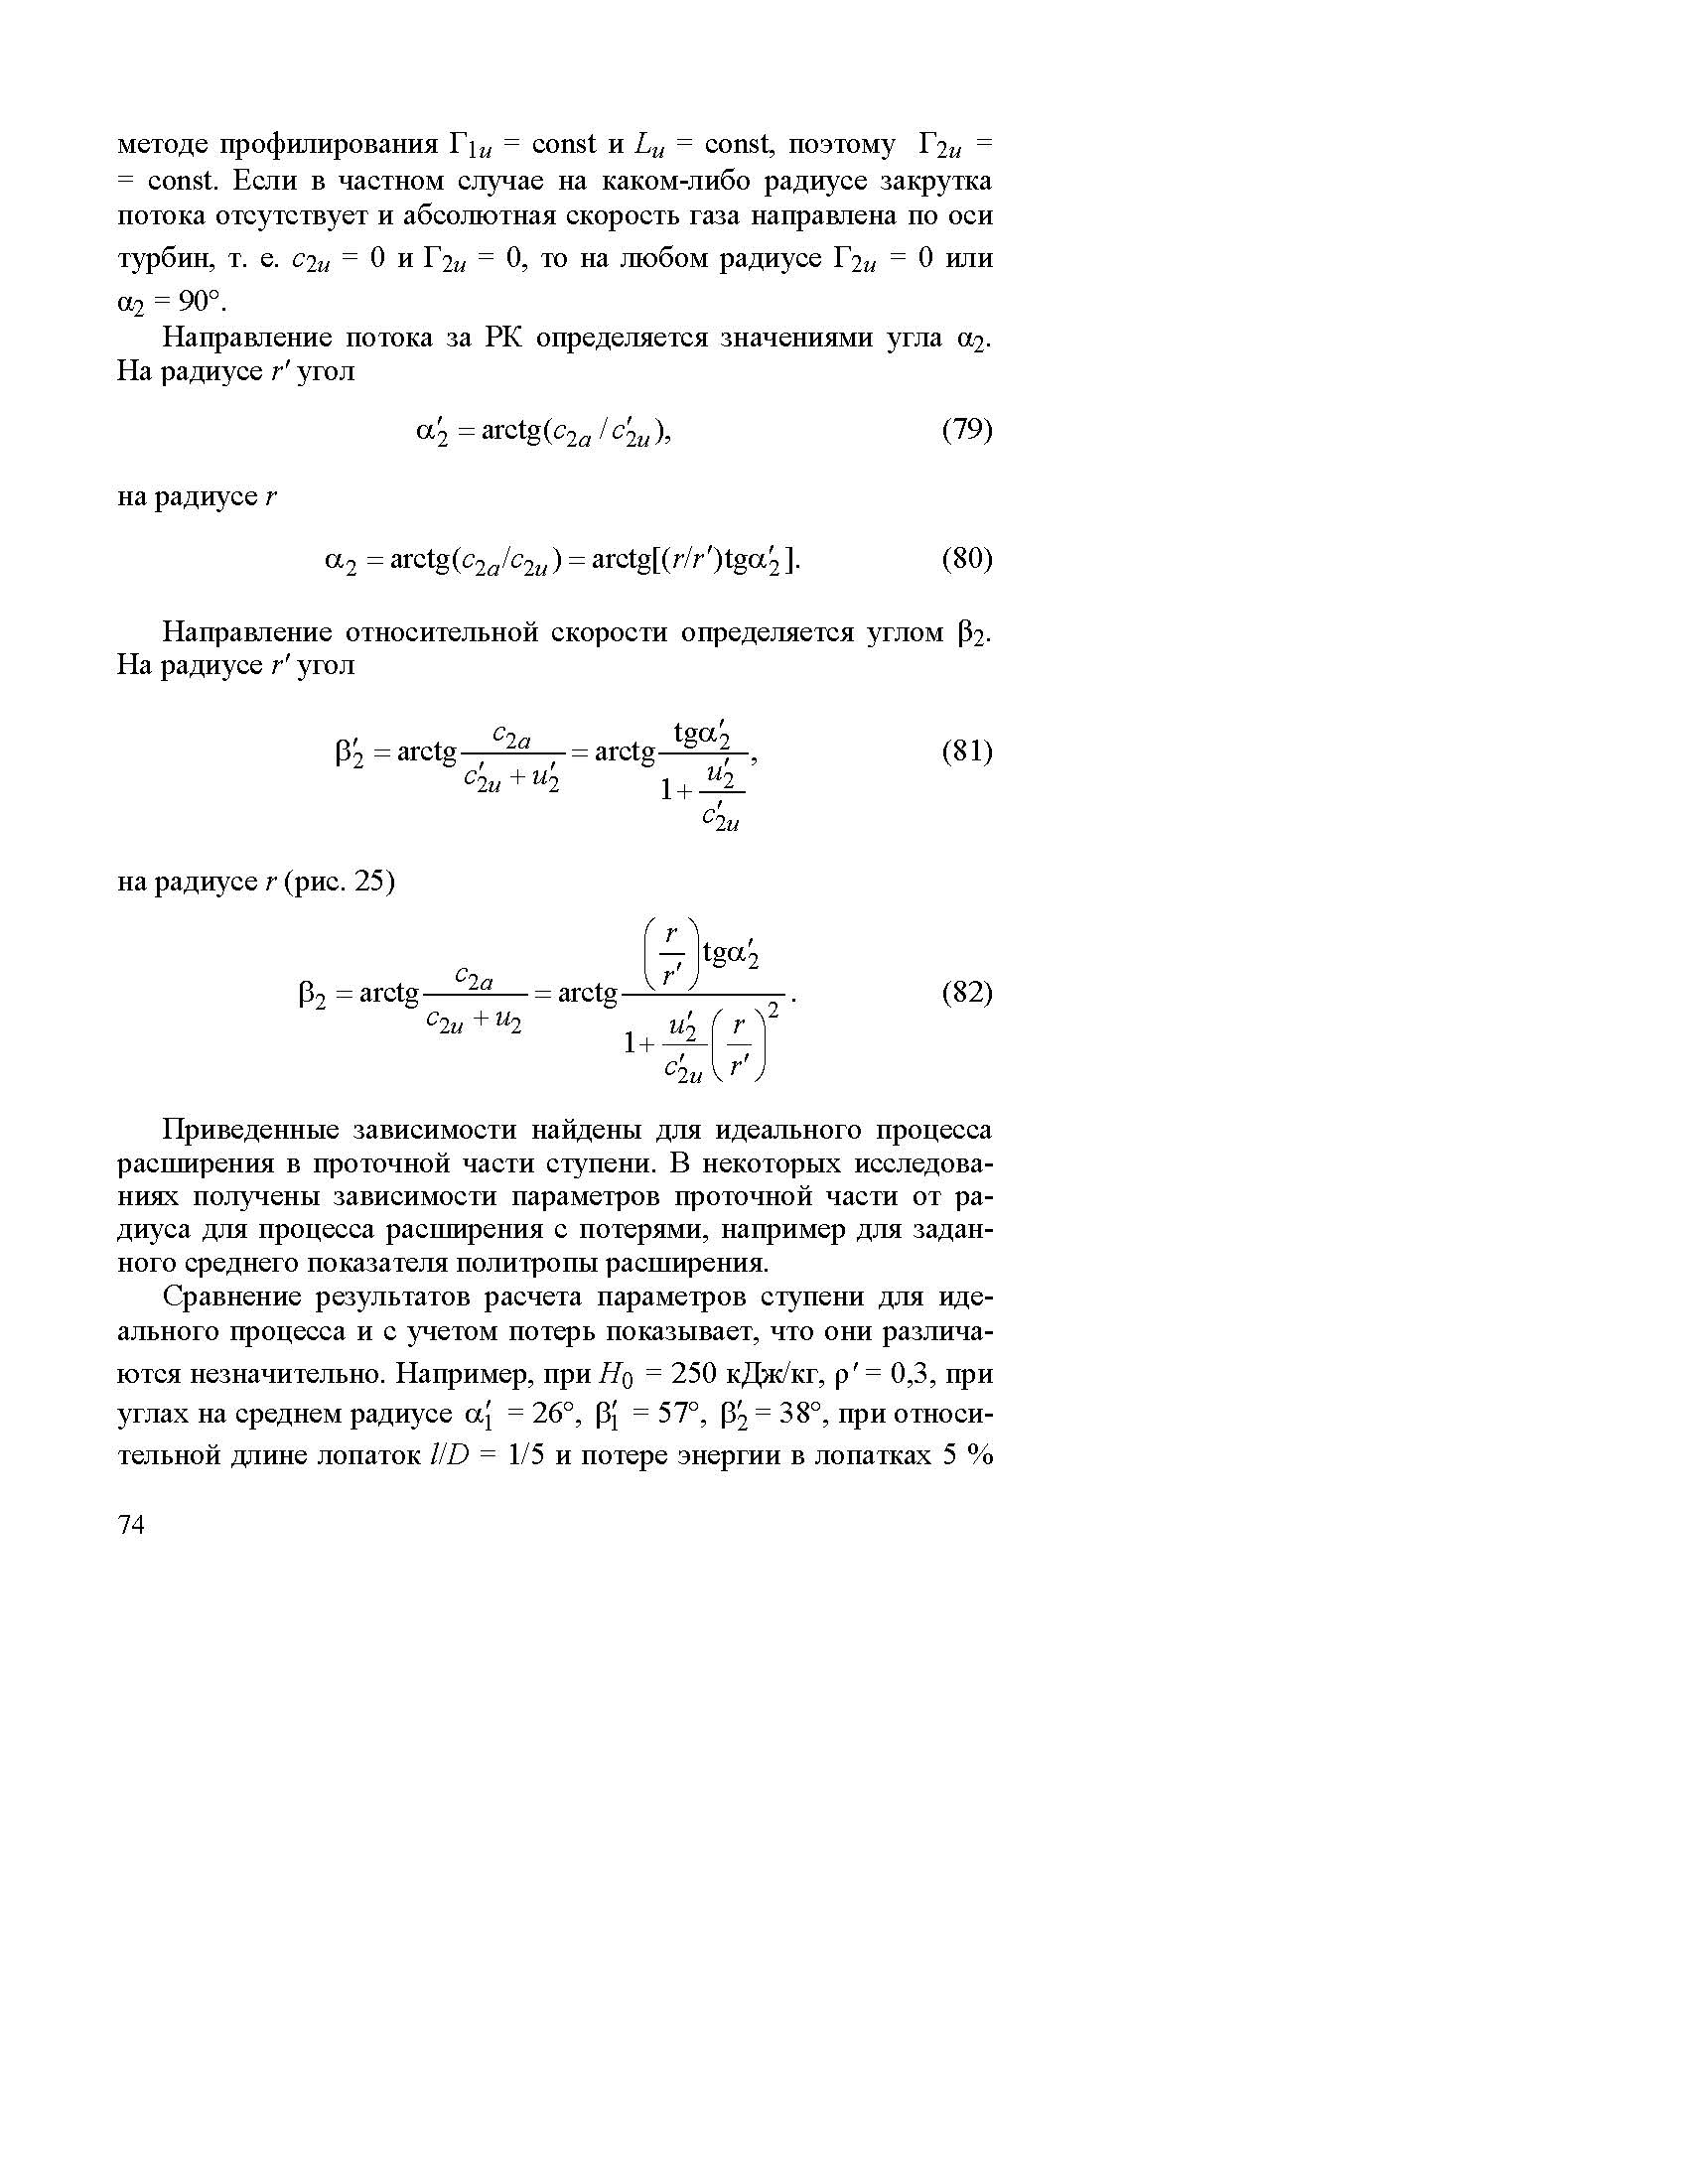 методе профилирования Γ₁ᵤ = const и Lᵤ = const, поэтому Γ₂ᵤ =
= const. Если в частном случае на каком-либо радиусе закрутка
потока отсутствует и абсолютная скорость газа направлена по оси
турбин, т. е. c₂ᵤ = 0 и Γ₂ᵤ = 0, то на любом радиусе Γ₂ᵤ = 0 или
α₂ = 90°.
Направление потока за РК определяется значениями угла α₂.
На радиусе r′ угол
α′₂ = arctg(c₂ₐ / c′₂ᵤ), (79)
на радиусе r
α₂ = arctg(c₂ₐ/c₂ᵤ) = arctg[(r/r′)tgα′₂]. (80)
Направление относительной скорости определяется углом β₂.
На радиусе r′ угол
β′₂ = arctg c₂ₐ/(c′₂ᵤ + u′₂) = arctg tgα′₂/(1 + u′₂/c′₂ᵤ), (81)
на радиусе r (рис. 25)
β₂ = arctg c₂ₐ/(c₂ᵤ + u₂) = arctg (r/r′)tgα′₂/(1 + u′₂/c′₂ᵤ (r/r′)²). (82)
Приведенные зависимости найдены для идеального процесса
расширения в проточной части ступени. В некоторых исследова-
ниях получены зависимости параметров проточной части от ра-
диуса для процесса расширения с потерями, например для задан-
ного среднего показателя политропы расширения.
Сравнение результатов расчета параметров ступени для иде-
ального процесса и с учетом потерь показывает, что они различа-
ются незначительно. Например, при H₀ = 250 кДж/кг, ρ′ = 0,3, при
углах на среднем радиусе α′₁ = 26°, β′₁ = 57°, β′₂ = 38°, при относи-
тельной длине лопаток l/D = 1/5 и потере энергии в лопатках 5 %
74